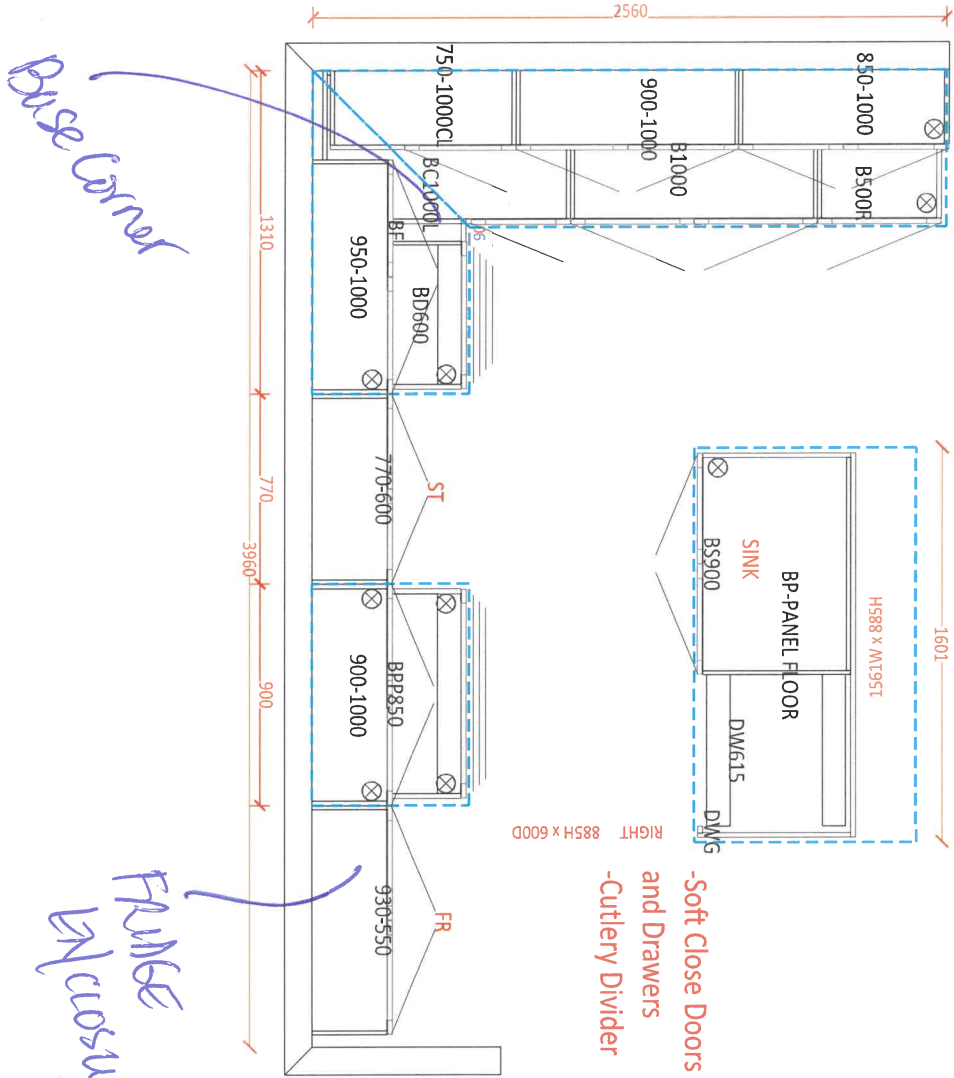 2560
850-1000
900-1000
750-1000CL
B500R
B1000
BC1000L
BF
90
950-1000
BD600
1310
770-600
ST
770
3960
900-1000
BPP850
900
930-550
FR
1601
1561W X 885H
BP-PANEL FLOOR
SINK
BS900
DW615
DWG
RIGHT 885H X 600D
-Soft Close Doors
and Drawers
-Cutlery Divider
Base Corner
FRIDGE